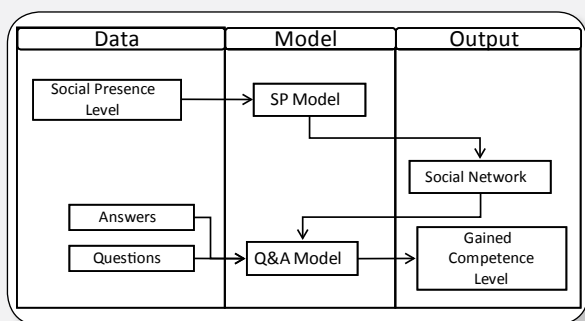 Data
Model
Output
Social Presence
Level
SP Model
Social Network
Answers
Questions
Q&A Model
Gained
Competence
Level